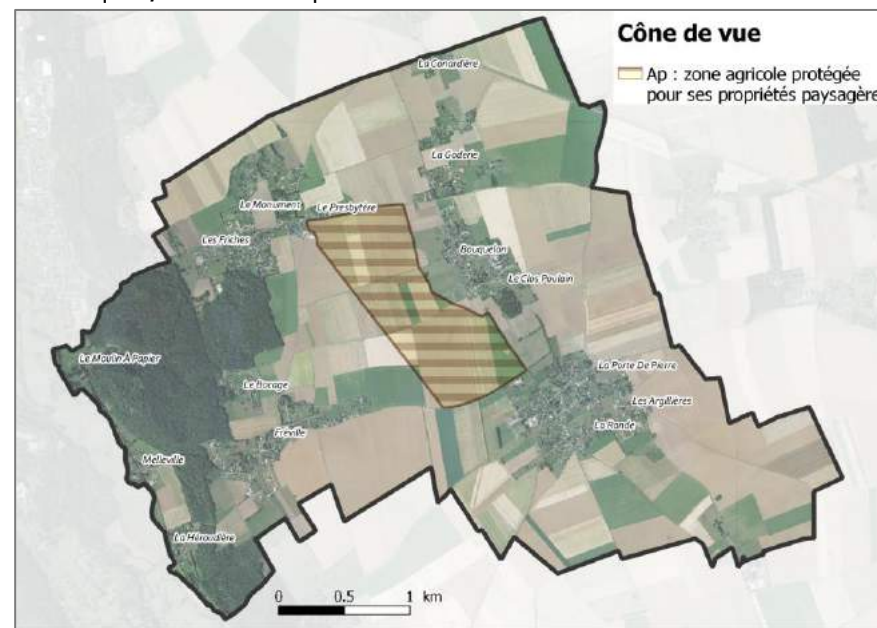 Cône de vue
Ap : zone agricole protégée
pour ses propriétés paysagère
La Conardière
La Goderie
Le Monument
Le Presbytère
Les Friches
Bouquelon
Le Clos Poulain
Le Moulin À Papier
La Porte De Pierre
Le Borage
Les Argillières
La Rande
Fréville
Melleville
La Héroudière
0
0.5
1 km